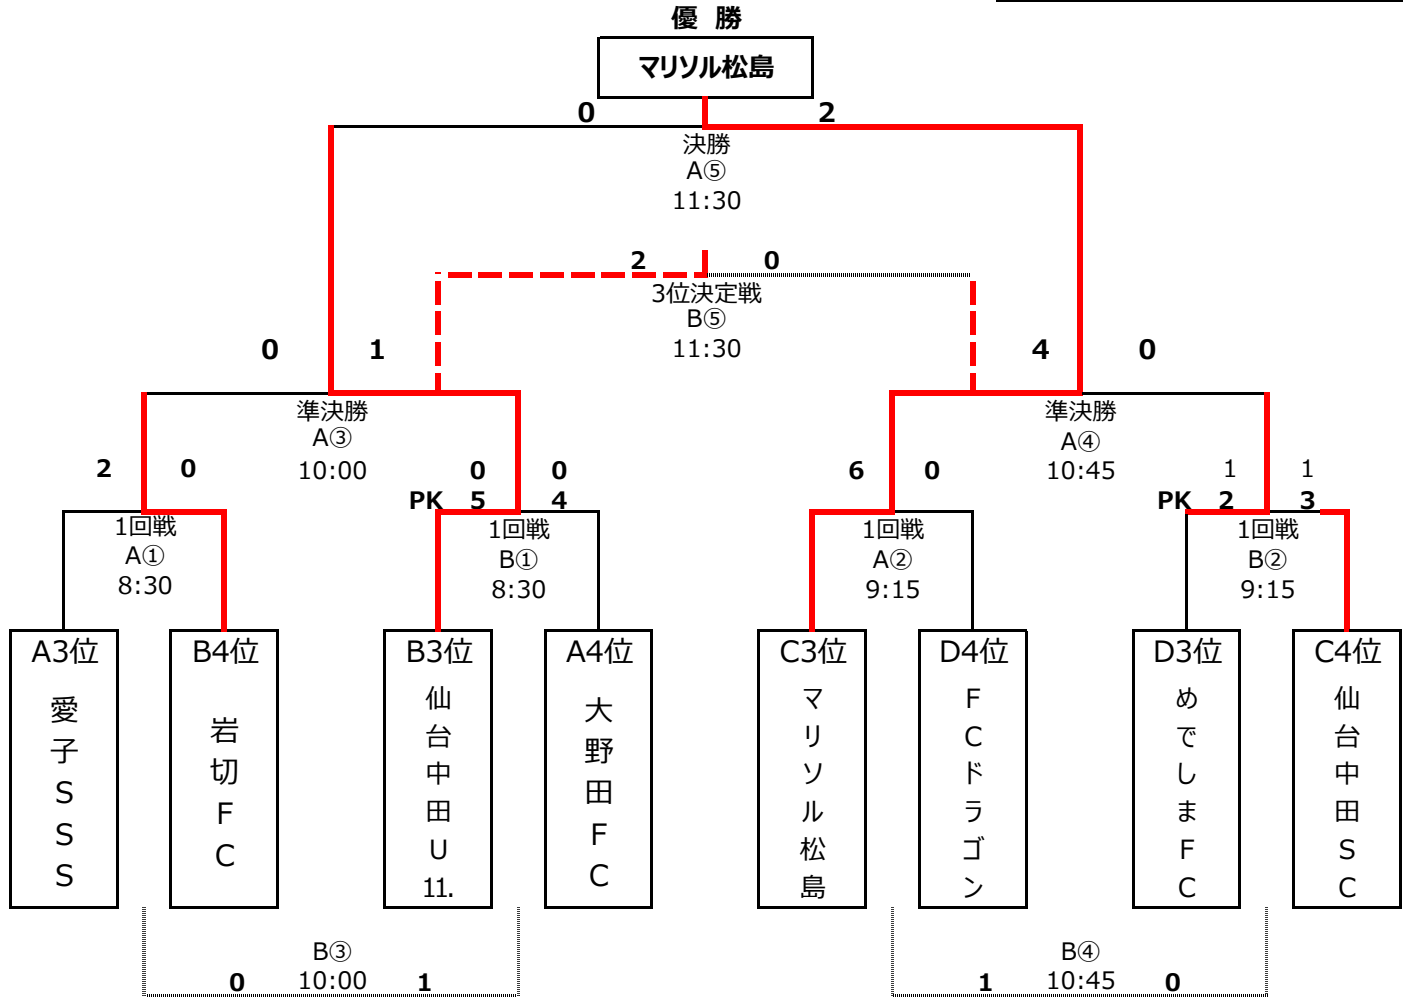 優 勝
マリソル松島
0 2
決勝
A⑤
11:30
2 0
3位決定戦
B⑤
11:30
0 1 4 0
準決勝 準決勝
A③ A④
10:00 10:45
2 0 0 0 6 0 1 1
PK 5 4 PK 2 3
1回戦 1回戦 1回戦 1回戦
A① B① A② B②
8:30 8:30 9:15 9:15
A3位 B4位 B3位 A4位 C3位 D4位 D3位 C4位
愛子SSS
岩切FC
仙台中田U11.
大野田FC
マリソル松島
FCドラゴン
めでしまFC
仙台中田SC
B③ B④
0 10:00 1 1 10:45 0